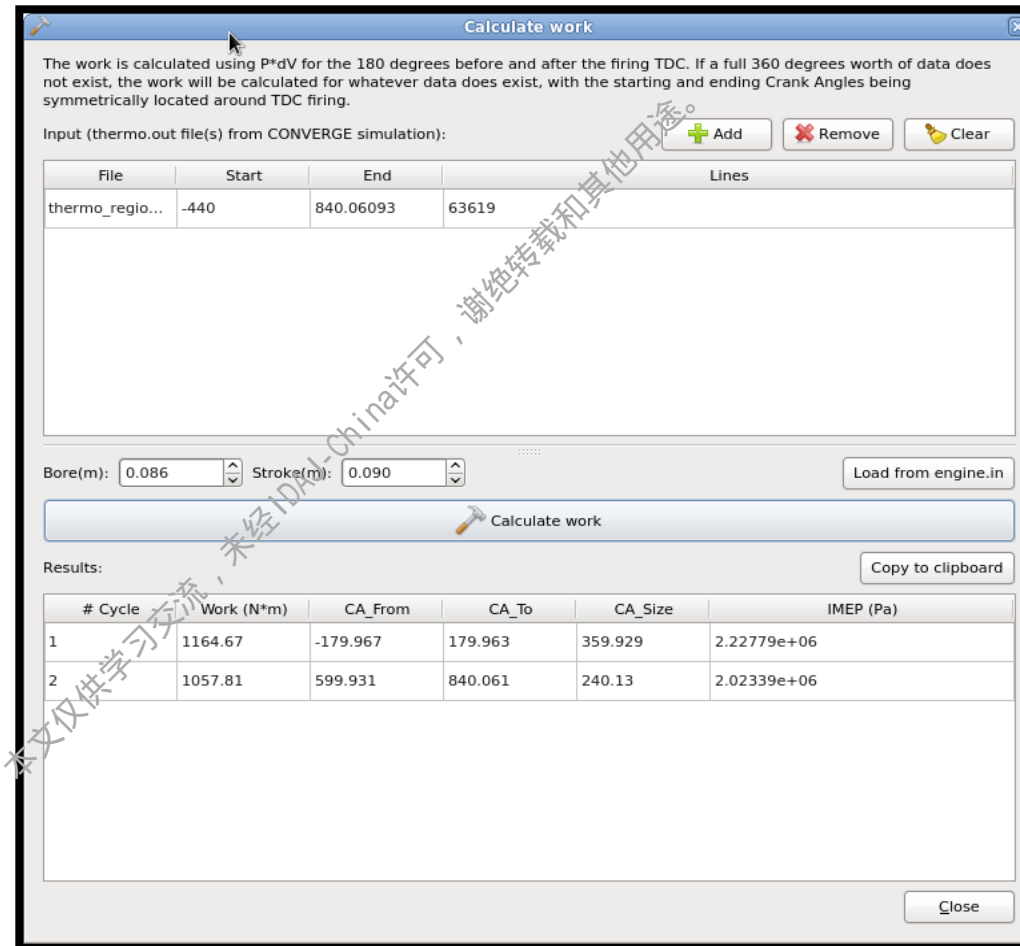 Calculate work
The work is calculated using P*dV for the 180 degrees before and after the firing TDC. If a full 360 degrees worth of data does
not exist, the work will be calculated for whatever data does exist, with the starting and ending Crank Angles being
symmetrically located around TDC firing.
Input (thermo.out file(s) from CONVERGE simulation): Add Remove Clear
File Start End Lines
thermo_regio... -440 840.06093 63619
Bore(m): 0.086 Stroke(m): 0.090 Load from engine.in
Calculate work
Results: Copy to clipboard
# Cycle Work (N*m) CA_From CA_To CA_Size IMEP (Pa)
1 1164.67 -179.967 179.963 359.929 2.22779e+06
2 1057.81 599.931 840.061 240.13 2.02339e+06
Close
本文仅供学习交流，未经IDAJ-China许可，谢绝转载和其他用途。